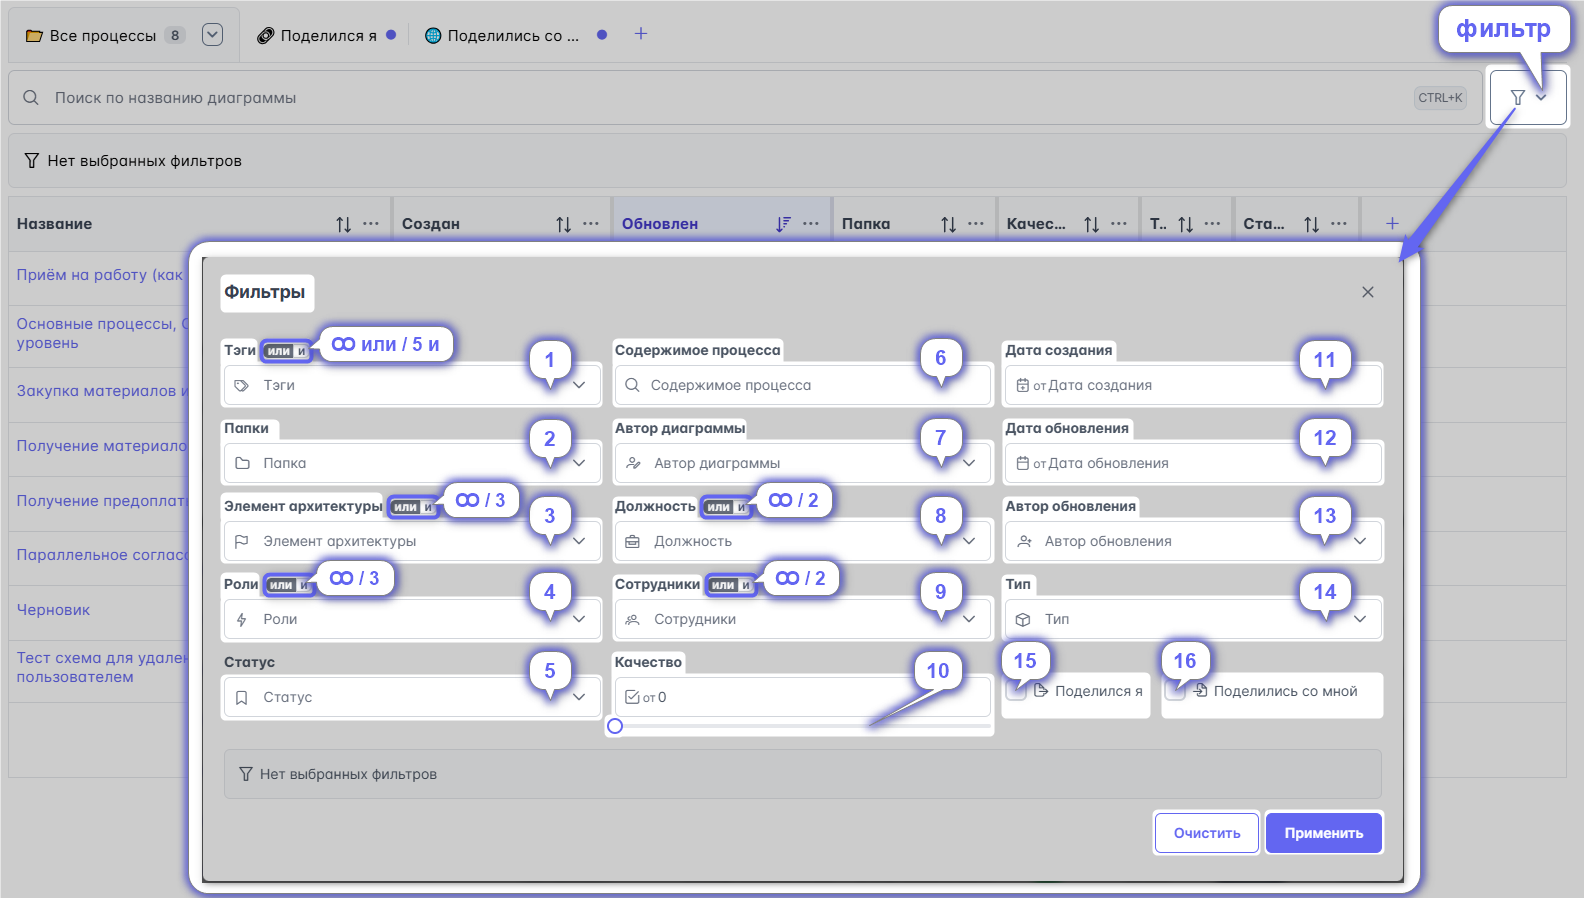 Все процессы 8
Поделился я
Поделились со ...
+
фильтр
Поиск по названию диаграммы
CTRL+K
Нет выбранных фильтров
Название
Создан
Обновлен
Папка
Качес...
Т..
Ста...
+
Приём на работу (как
Основные процессы, С
уровень
Закупка материалов и
Получение материало
Получение предоплат
Параллельное соглас
Черновик
Тест схема для удале
пользователем
Фильтры
Тэги или и
∞ или / 5 и
1
Тэги
Содержимое процесса
6
Содержимое процесса
Дата создания
11
от Дата создания
Папки
2
Папка
Автор диаграммы
7
Автор диаграммы
Дата обновления
12
от Дата обновления
Элемент архитектуры или и
∞ / 3
3
Элемент архитектуры
Должность или и
∞ / 2
8
Должность
Автор обновления
13
Автор обновления
Роли или и
∞ / 3
4
Роли
Сотрудники или и
∞ / 2
9
Сотрудники
Тип
14
Тип
Статус
5
Статус
Качество
10
от 0
15
Поделился я
16
Поделились со мной
Нет выбранных фильтров
Очистить
Применить